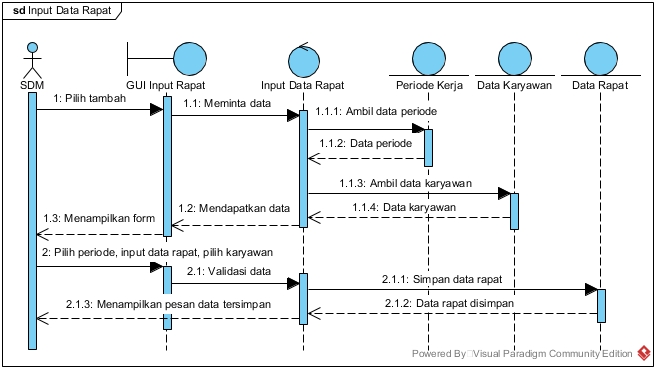 sd Input Data Rapat
SDM
GUI Input Rapat
Input Data Rapat
Periode Kerja
Data Karyawan
Data Rapat
1: Pilih tambah
1.1: Meminta data
1.1.1: Ambil data periode
1.1.2: Data periode
1.1.3: Ambil data karyawan
1.1.4: Data karyawan
1.2: Mendapatkan data
1.3: Menampilkan form
2: Pilih periode, input data rapat, pilih karyawan
2.1: Validasi data
2.1.1: Simpan data rapat
2.1.2: Data rapat disimpan
2.1.3: Menampilkan pesan data tersimpan
Powered By Visual Paradigm Community Edition